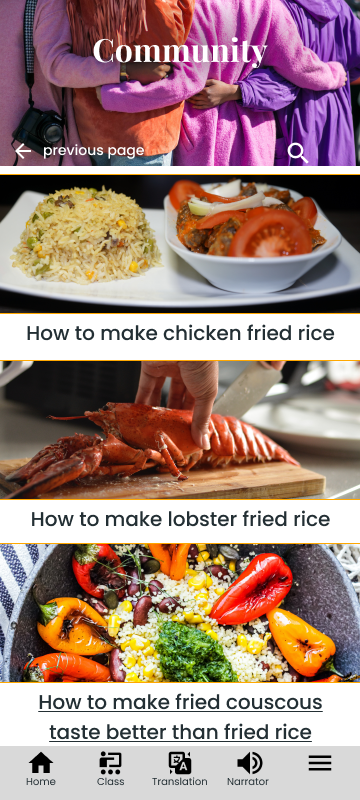 Community
previous page
How to make chicken fried rice
How to make lobster fried rice
How to make fried couscous
taste better than fried rice
Home
Class
Translation
Narrator